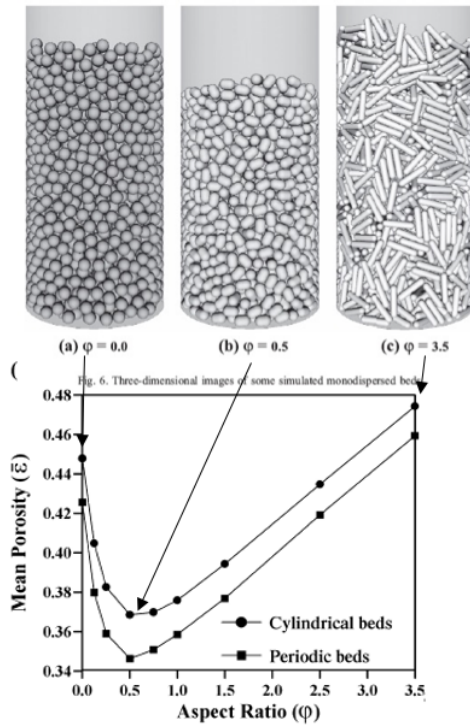 (a) φ = 0.0
(b) φ = 0.5
(c) φ = 3.5
(
Fig. 6. Three-dimensional images of some simulated monodispersed beds
0.48
0.46
0.44
0.42
0.40
0.38
0.36
0.34
Mean Porosity (ε̄)
Cylindrical beds
Periodic beds
0.0 0.5 1.0 1.5 2.0 2.5 3.0 3.5
Aspect Ratio (φ)